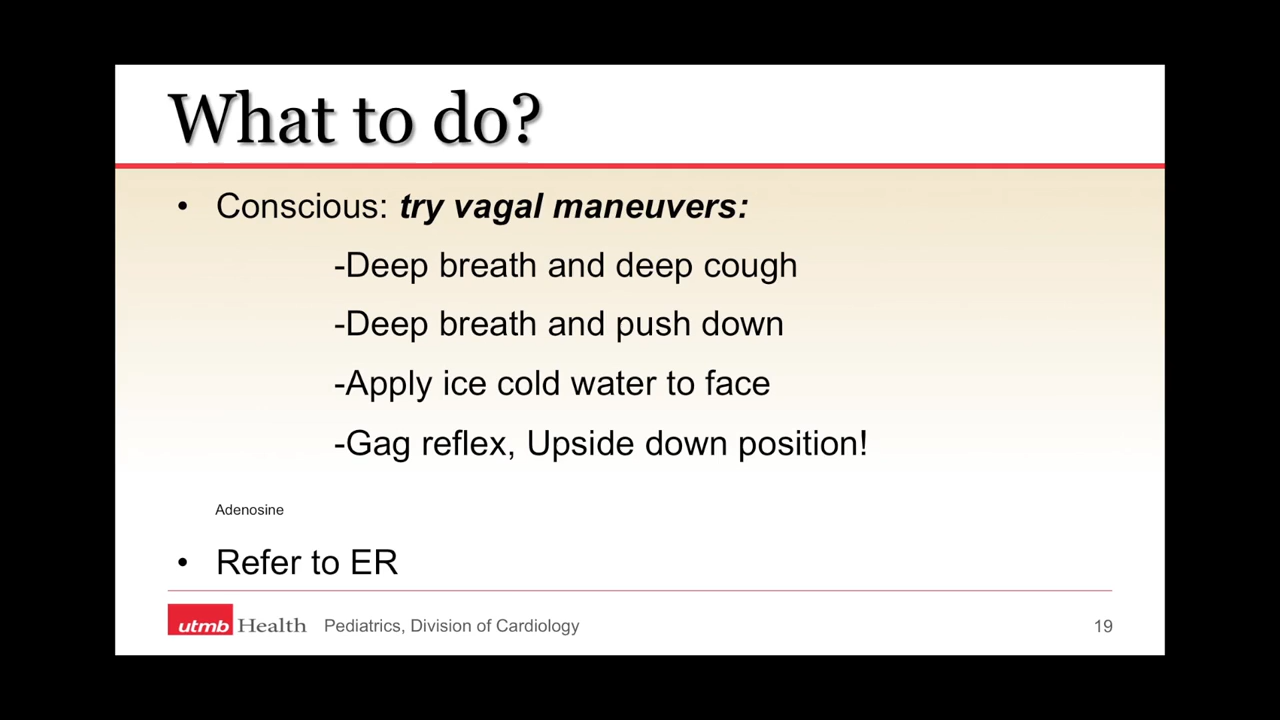 What to do?
• Conscious: try vagal maneuvers:
-Deep breath and deep cough
-Deep breath and push down
-Apply ice cold water to face
-Gag reflex, Upside down position!
Adenosine
• Refer to ER
utmb Health Pediatrics, Division of Cardiology 19